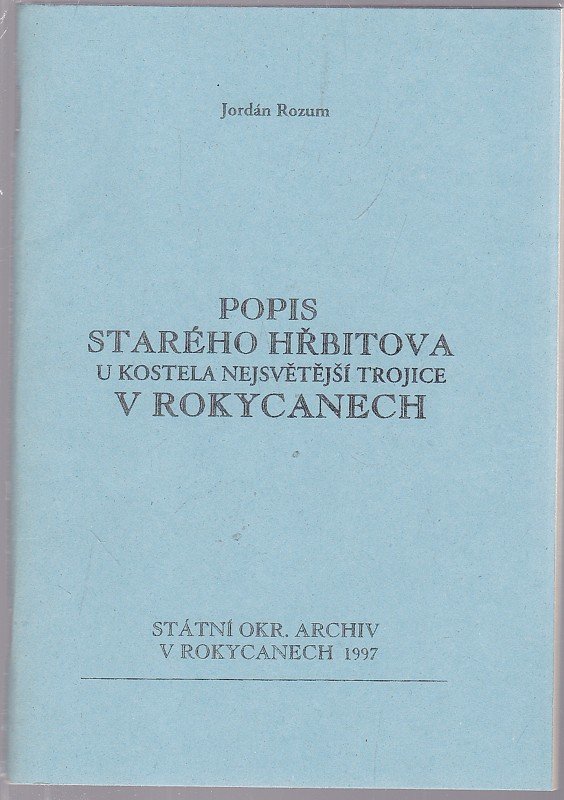 Jordán Rozum
POPIS
STARÉHO HŘBITOVA
U KOSTELA NEJSVĚTĚJŠÍ TROJICE
V ROKYCANECH
STÁTNÍ OKR. ARCHIV
V ROKYCANECH 1997